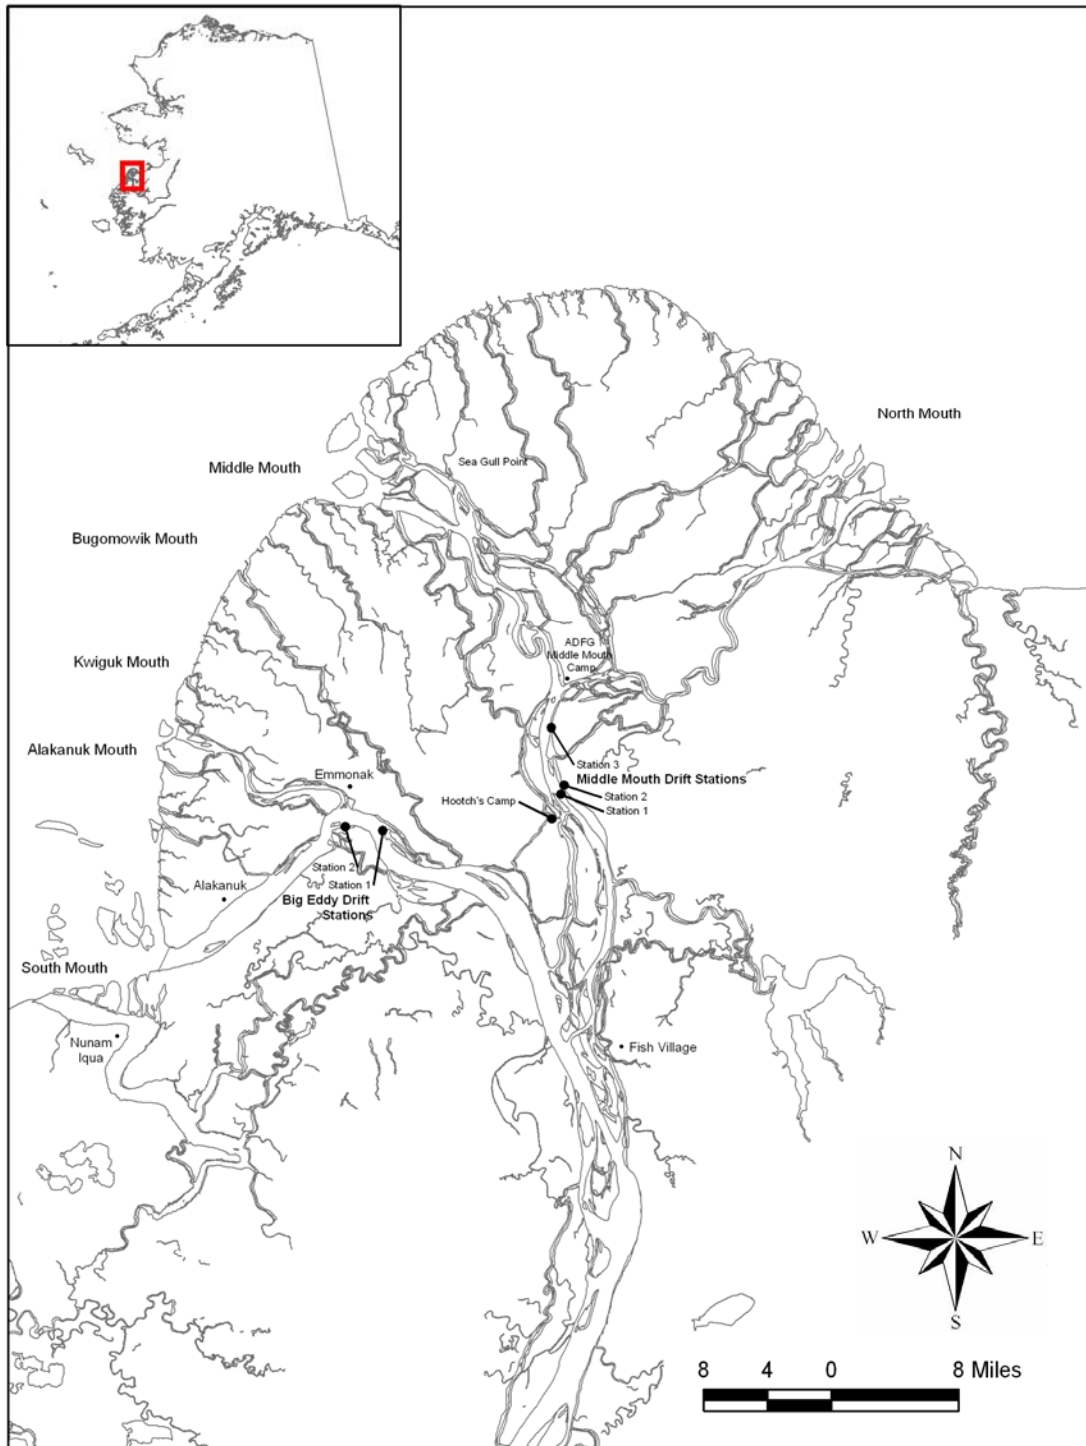 North Mouth
Sea Gull Point
Middle Mouth
Bugomowik Mouth
ADFG
Middle Mouth
Camp
Kwiguk Mouth
Alakanuk Mouth
Station 3
Middle Mouth Drift Stations
Emmonak
Station 2
Hootch's Camp
Station 1
Station 2
Station 1
Alakanuk
Big Eddy Drift
Stations
South Mouth
Nunam
Iqua
Fish Village
N
W
E
S
8 4 0 8 Miles